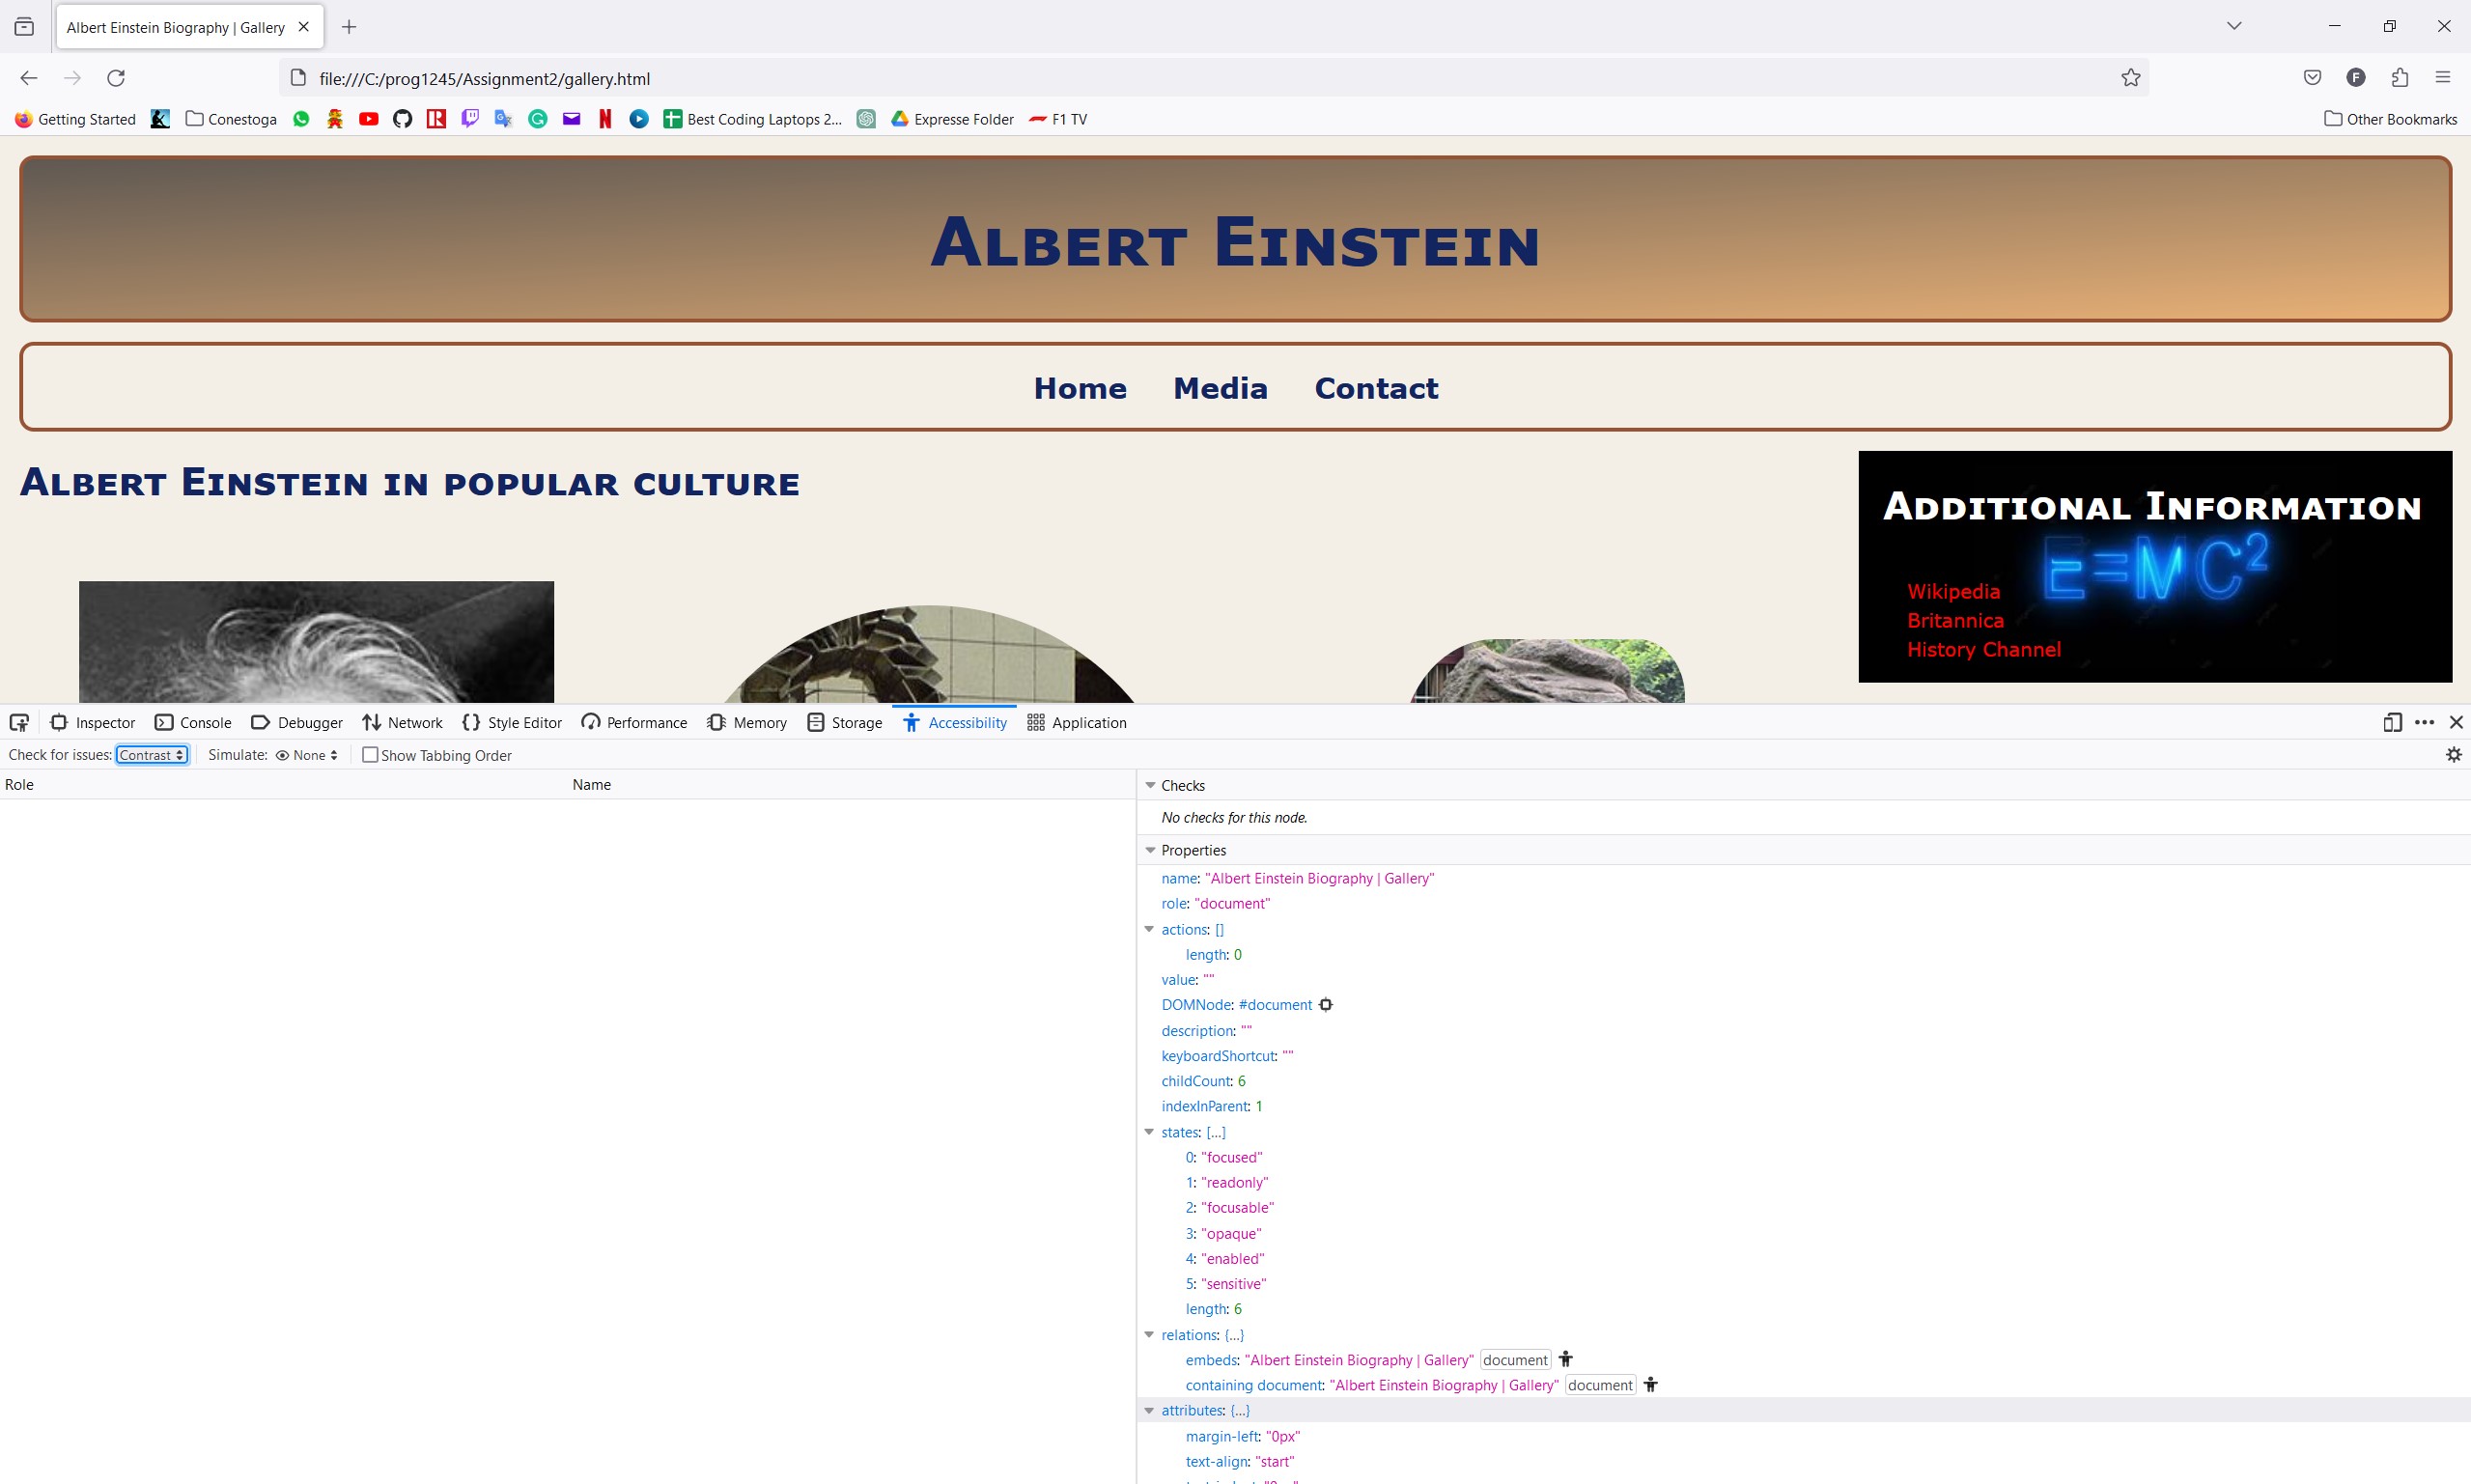 Albert Einstein Biography | Gallery
file:///C:/prog1245/Assignment2/gallery.html
F
Getting Started Conestoga Best Coding Laptops 2... Expresse Folder F1 TV Other Bookmarks
Albert Einstein
Home Media Contact
Albert Einstein in popular culture
Additional Information
E=MC²
Wikipedia
Britannica
History Channel
Inspector Console Debugger Network Style Editor Performance Memory Storage Accessibility Application
Check for issues: Contrast Simulate: None Show Tabbing Order
Role Name
Checks
No checks for this node.
Properties
name: "Albert Einstein Biography | Gallery"
role: "document"
actions: []
length: 0
value: ""
DOMNode: #document
description: ""
keyboardShortcut: ""
childCount: 6
indexInParent: 1
states: [...]
0: "focused"
1: "readonly"
2: "focusable"
3: "opaque"
4: "enabled"
5: "sensitive"
length: 6
relations: {...}
embeds: "Albert Einstein Biography | Gallery" document
containing document: "Albert Einstein Biography | Gallery" document
attributes: {...}
margin-left: "0px"
text-align: "start"